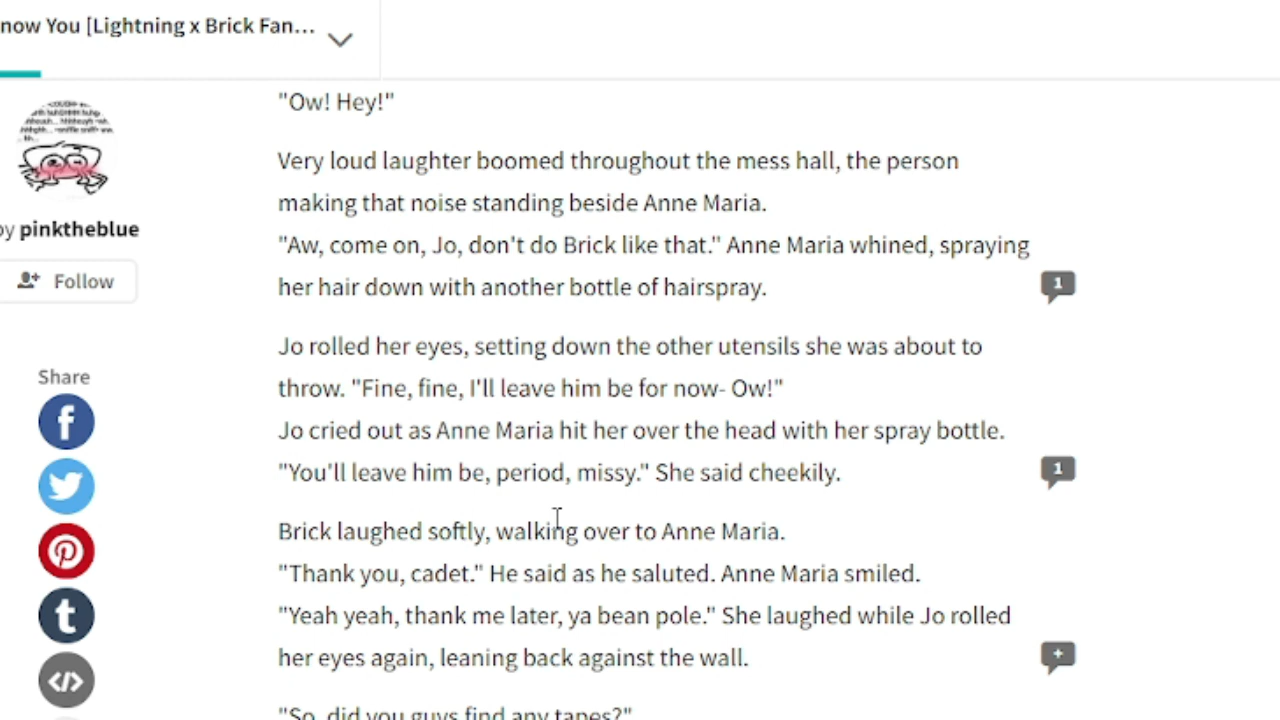 now You [Lightning x Brick Fan...
"Ow! Hey!"
Very loud laughter boomed throughout the mess hall, the person
making that noise standing beside Anne Maria.
"Aw, come on, Jo, don't do Brick like that." Anne Maria whined, spraying
her hair down with another bottle of hairspray.
1
Jo rolled her eyes, setting down the other utensils she was about to
throw. "Fine, fine, I'll leave him be for now- Ow!"
Jo cried out as Anne Maria hit her over the head with her spray bottle.
"You'll leave him be, period, missy." She said cheekily.
1
Brick laughed softly, walking over to Anne Maria.
"Thank you, cadet." He said as he saluted. Anne Maria smiled.
"Yeah yeah, thank me later, ya bean pole." She laughed while Jo rolled
her eyes again, leaning back against the wall.
+
"So, did you guys find any tapes?"
by pinktheblue
Follow
Share